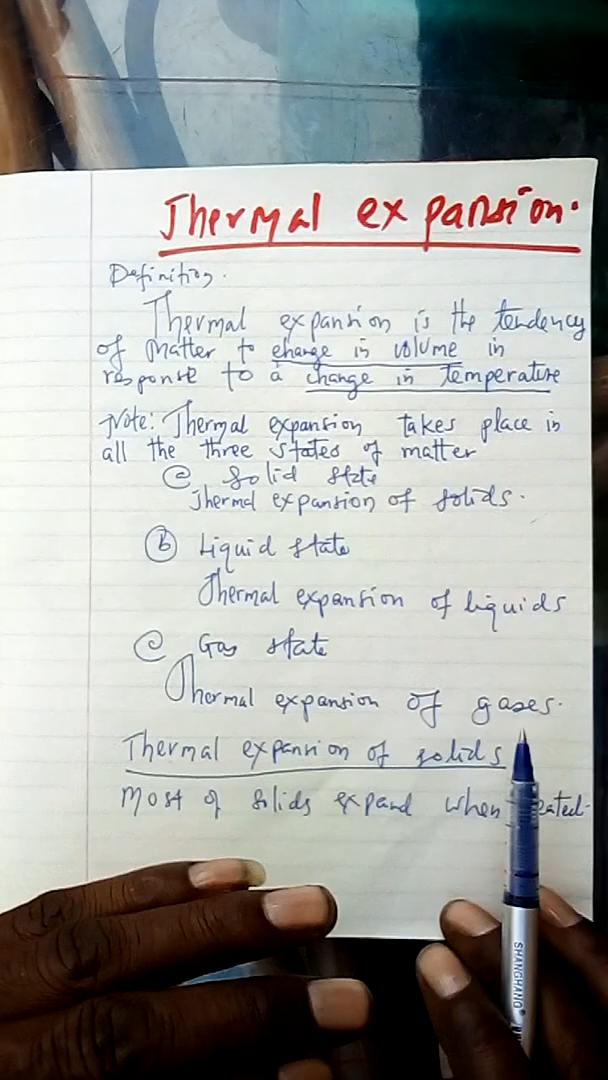 Thermal expansion.
Definition.
Thermal expansion is the tendency
of matter to change in volume in
response to a change in temperature
Note: Thermal expansion takes place in
all the three states of matter
@ Solid state
Thermal expansion of solids.
(b) Liquid state
Thermal expansion of liquids
(c) Gas state
Thermal expansion of gases.
Thermal expansion of solids
Most of solids expand when
SHANGHANG